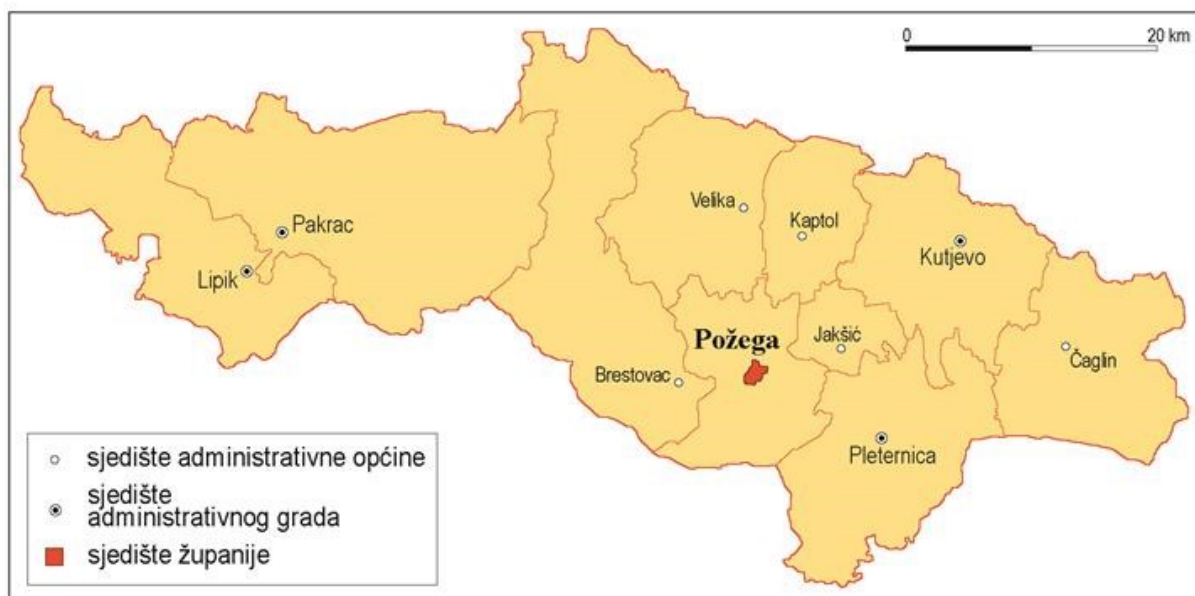 0 20 km
Velika
Kaptol
Pakrac
Kutjevo
Lipik
Požega
Jakšić
Čaglin
Brestovac
Pleternica
sjedište administrativne općine
sjedište
administrativnog grada
sjedište županije